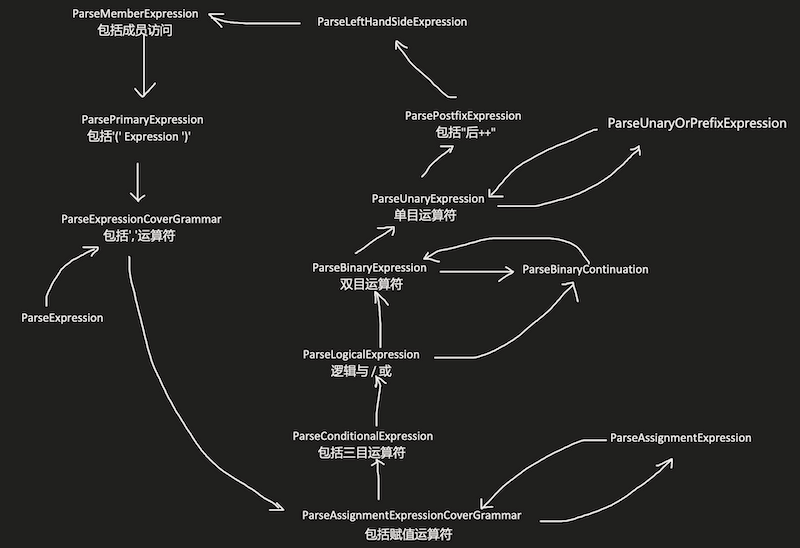 ParseMemberExpression
包括成员访问
ParseLeftHandSideExpression
ParsePrimaryExpression
包括'(' Expression ')'
ParsePostfixExpression
包括"后++"
ParseUnaryOrPrefixExpression
ParseUnaryExpression
单目运算符
ParseExpressionCoverGrammar
包括','运算符
ParseBinaryExpression
双目运算符
ParseBinaryContinuation
ParseExpression
ParseLogicalExpression
逻辑与 / 或
ParseConditionalExpression
包括三目运算符
ParseAssignmentExpression
ParseAssignmentExpressionCoverGrammar
包括赋值运算符